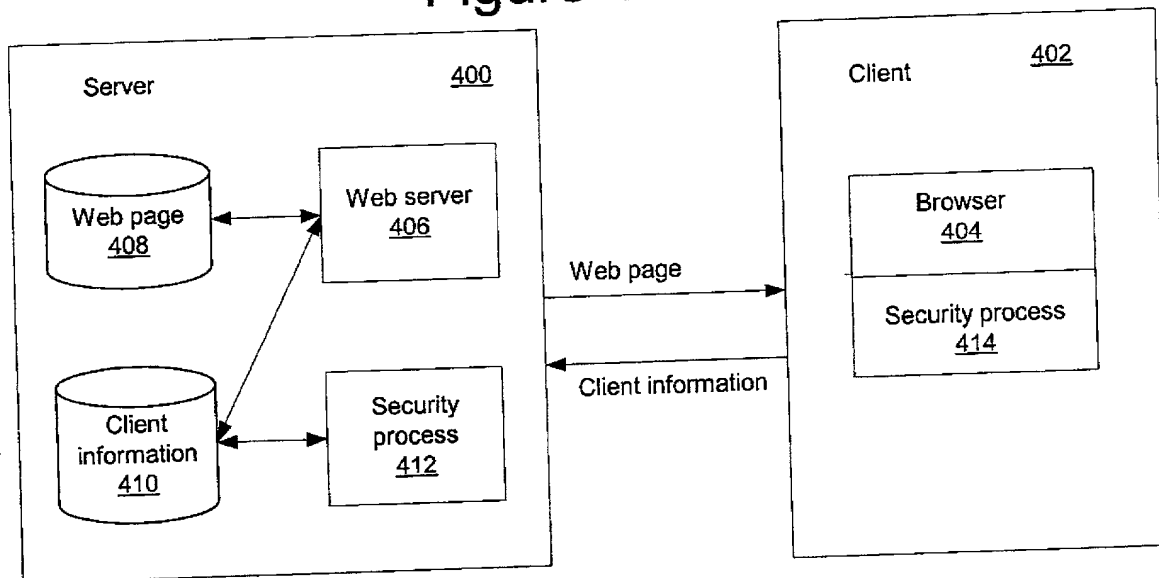 Figure
Server
400
Web page
408
Web server
406
Client
information
410
Security
process
412
Web page
Client information
Client
402
Browser
404
Security process
414